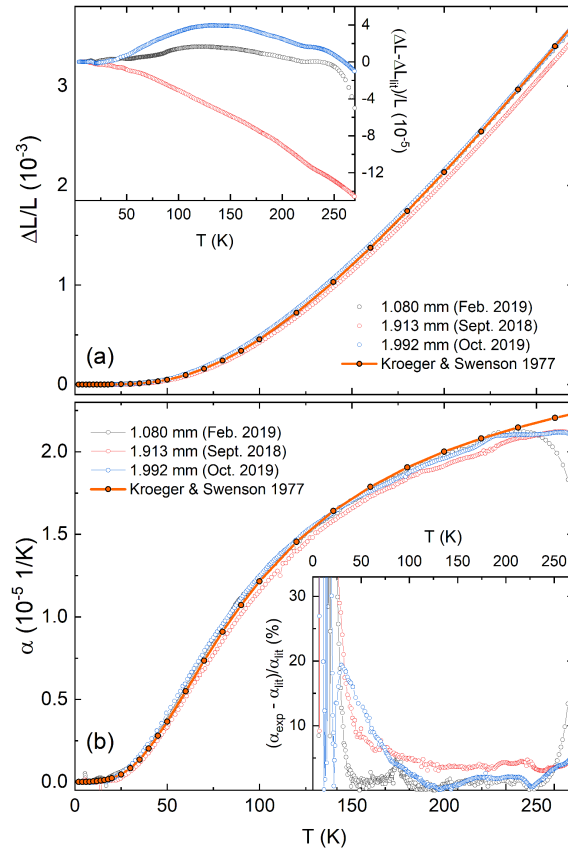 4
0
-4
-8
-12
(ΔL-ΔL_lit)/L (10^-5)
50 100 150 200 250
T (K)
3
2
1
0
ΔL/L (10^-3)
1.080 mm (Feb. 2019)
1.913 mm (Sept. 2018)
1.992 mm (Oct. 2019)
Kroeger & Swenson 1977
(a)
1.080 mm (Feb. 2019)
1.913 mm (Sept. 2018)
1.992 mm (Oct. 2019)
Kroeger & Swenson 1977
2.0
1.5
1.0
0.5
0.0
α (10^-5 1/K)
T (K)
0 50 100 150 200 250
30
20
10
(α_exp - α_lit)/α_lit (%)
(b)
0 50 100 150 200 250
T (K)